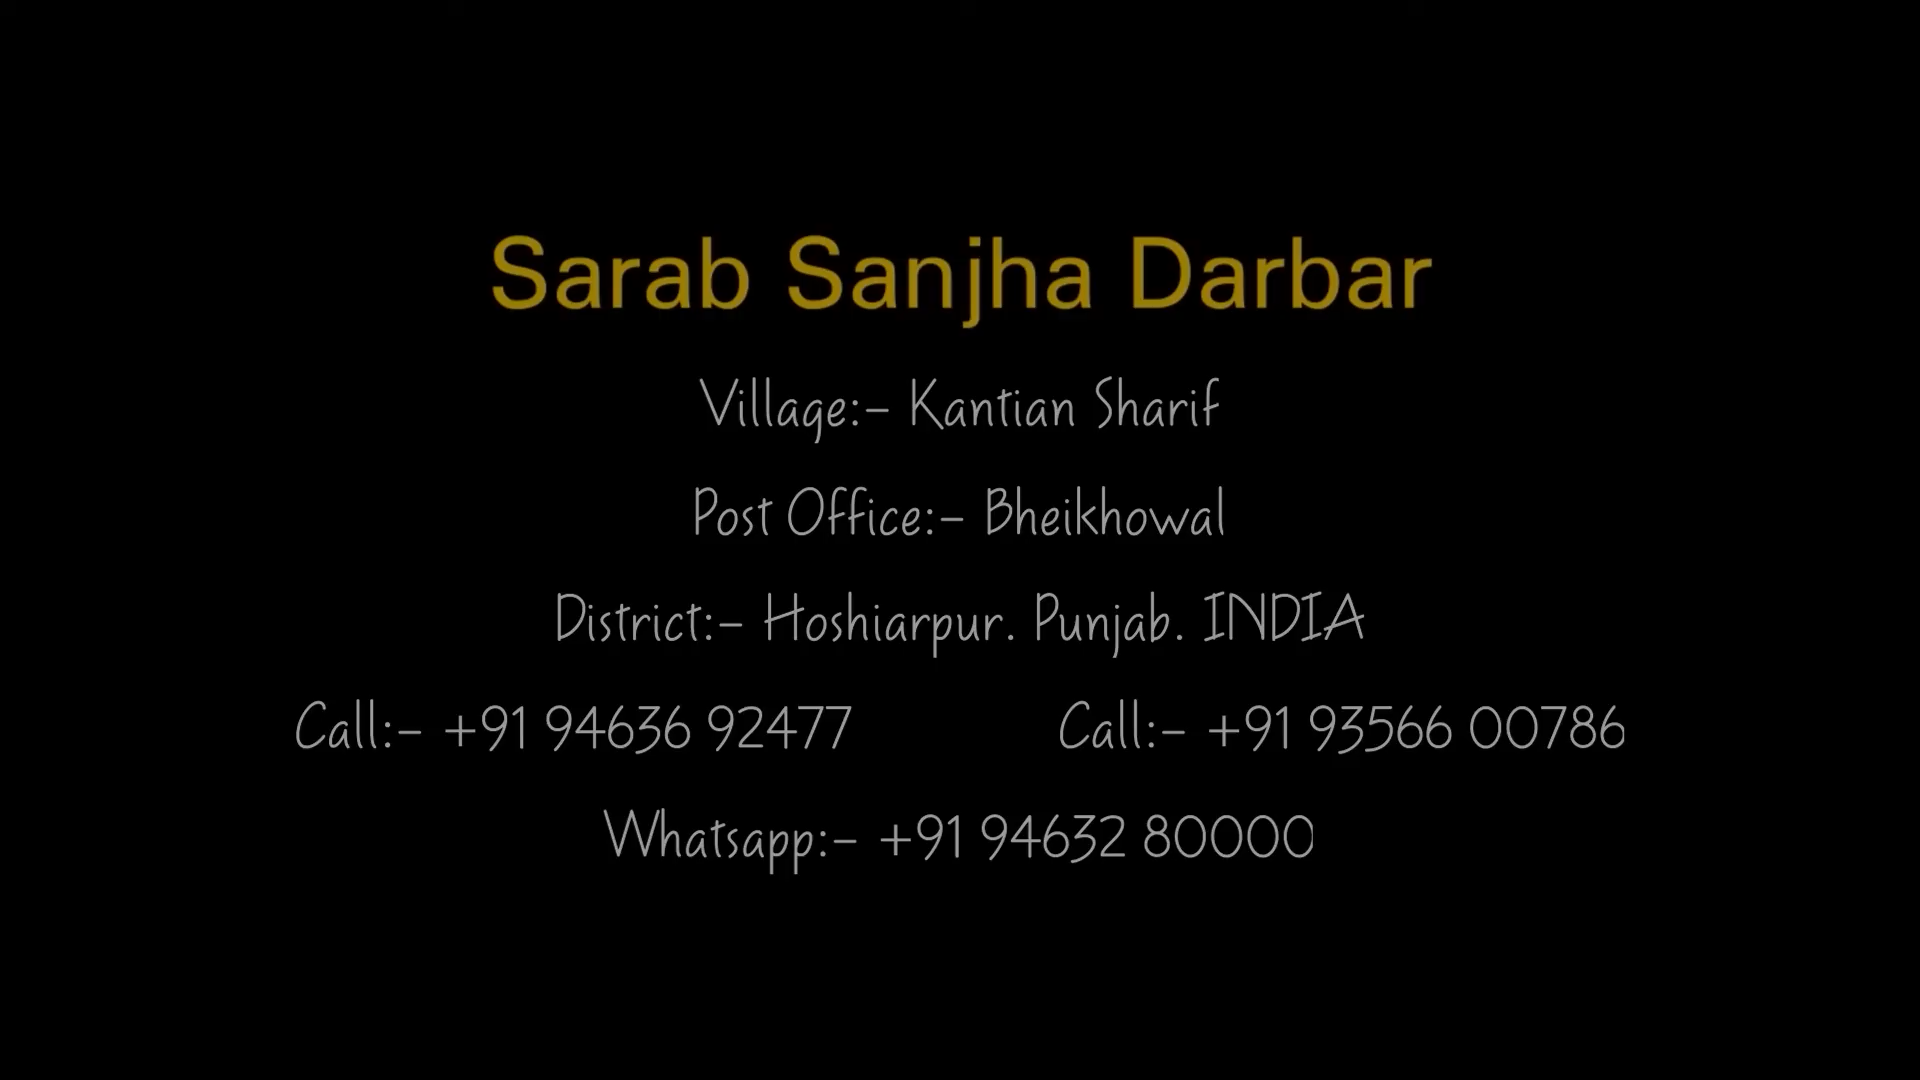 Sarab Sanjha Darbar
Village:- Kantian Sharif
Post Office:- Bheikhowal
District:- Hoshiarpur. Punjab. INDIA
Call:- +91 94636 92477 Call:- +91 93566 00786
Whatsapp:- +91 94632 80000